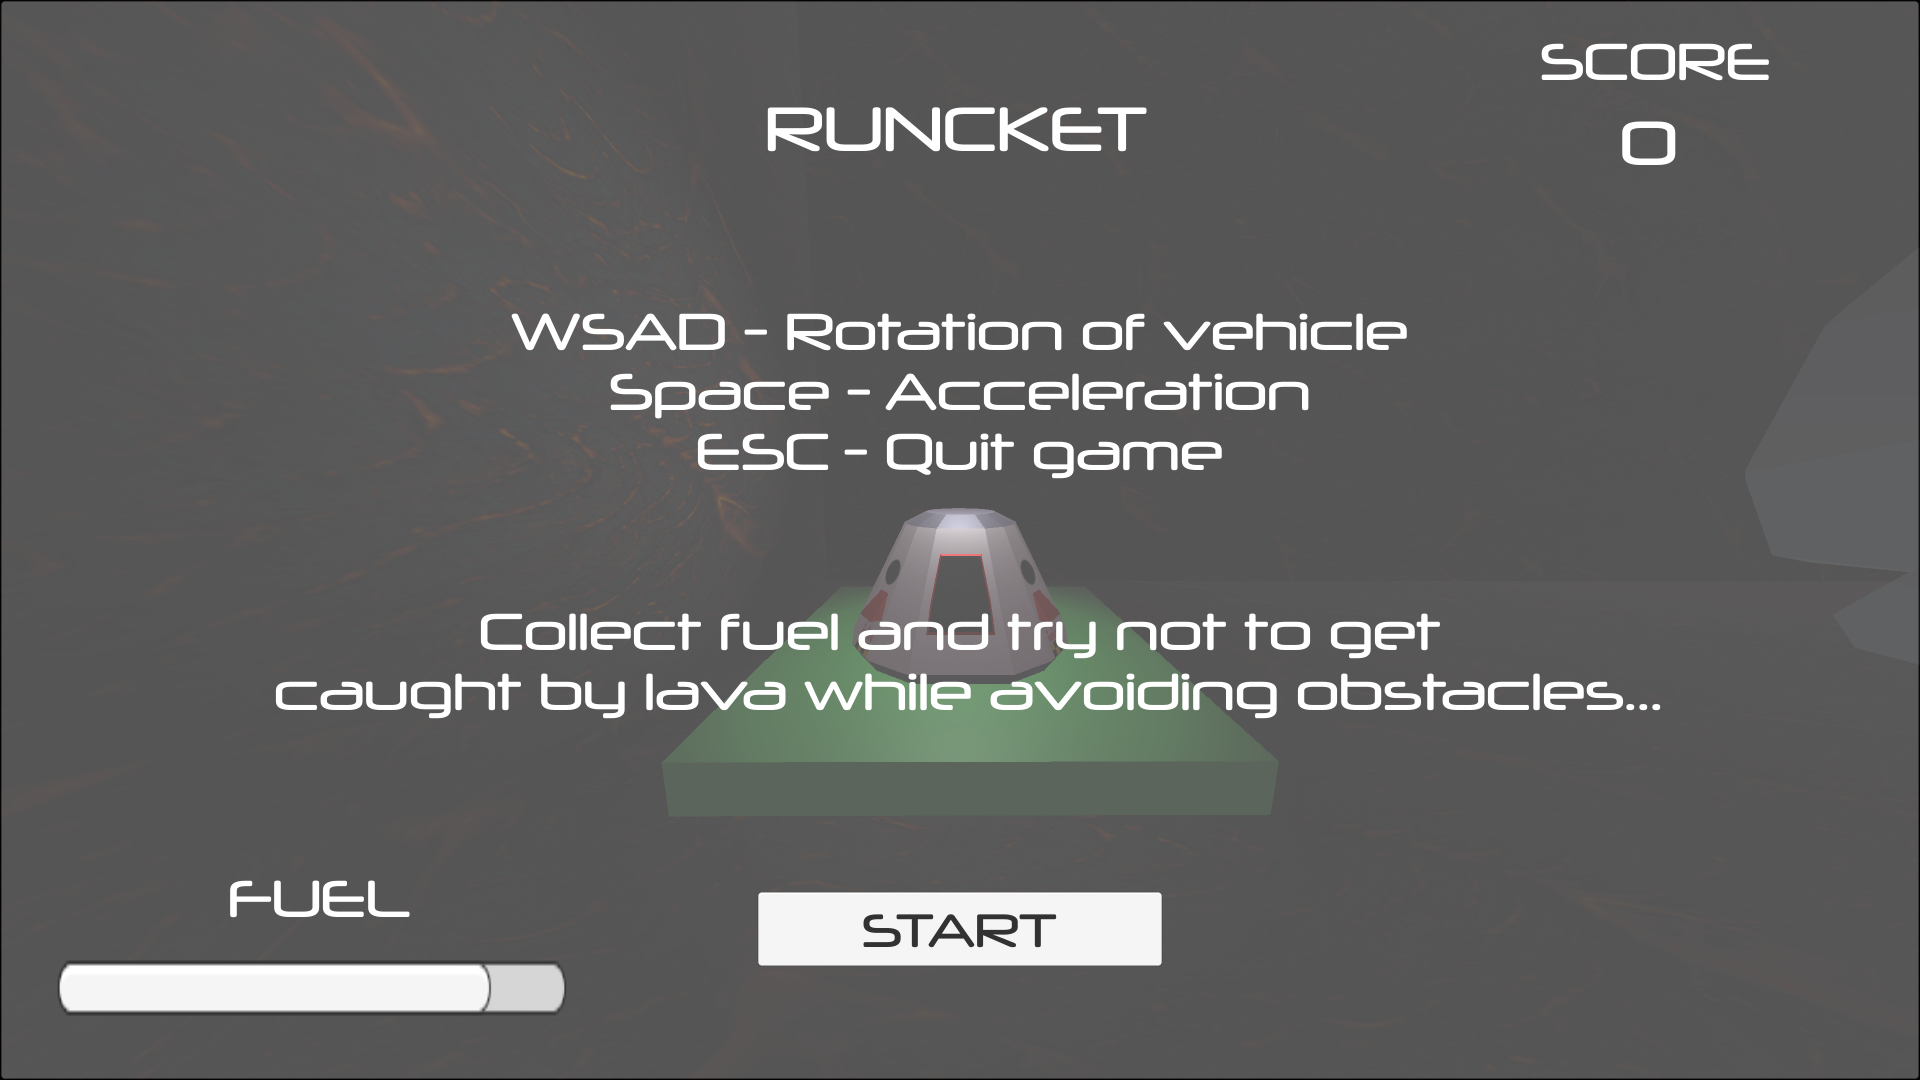 SCORE
0
RUNCKET
WSAD - Rotation of vehicle
Space - Acceleration
ESC - Quit game
Collect fuel and try not to get
caught by lava while avoiding obstacles...
FUEL
START